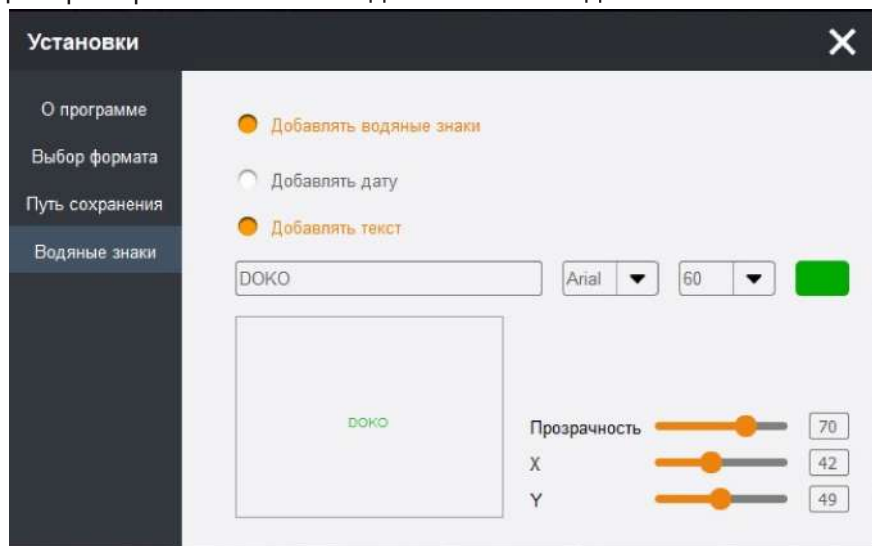 Установки
О программе
Выбор формата
Путь сохранения
Водяные знаки
Добавлять водяные знаки
Добавлять дату
Добавлять текст
DOKO Arial 60
DOKO
Прозрачность 70
X 42
Y 49